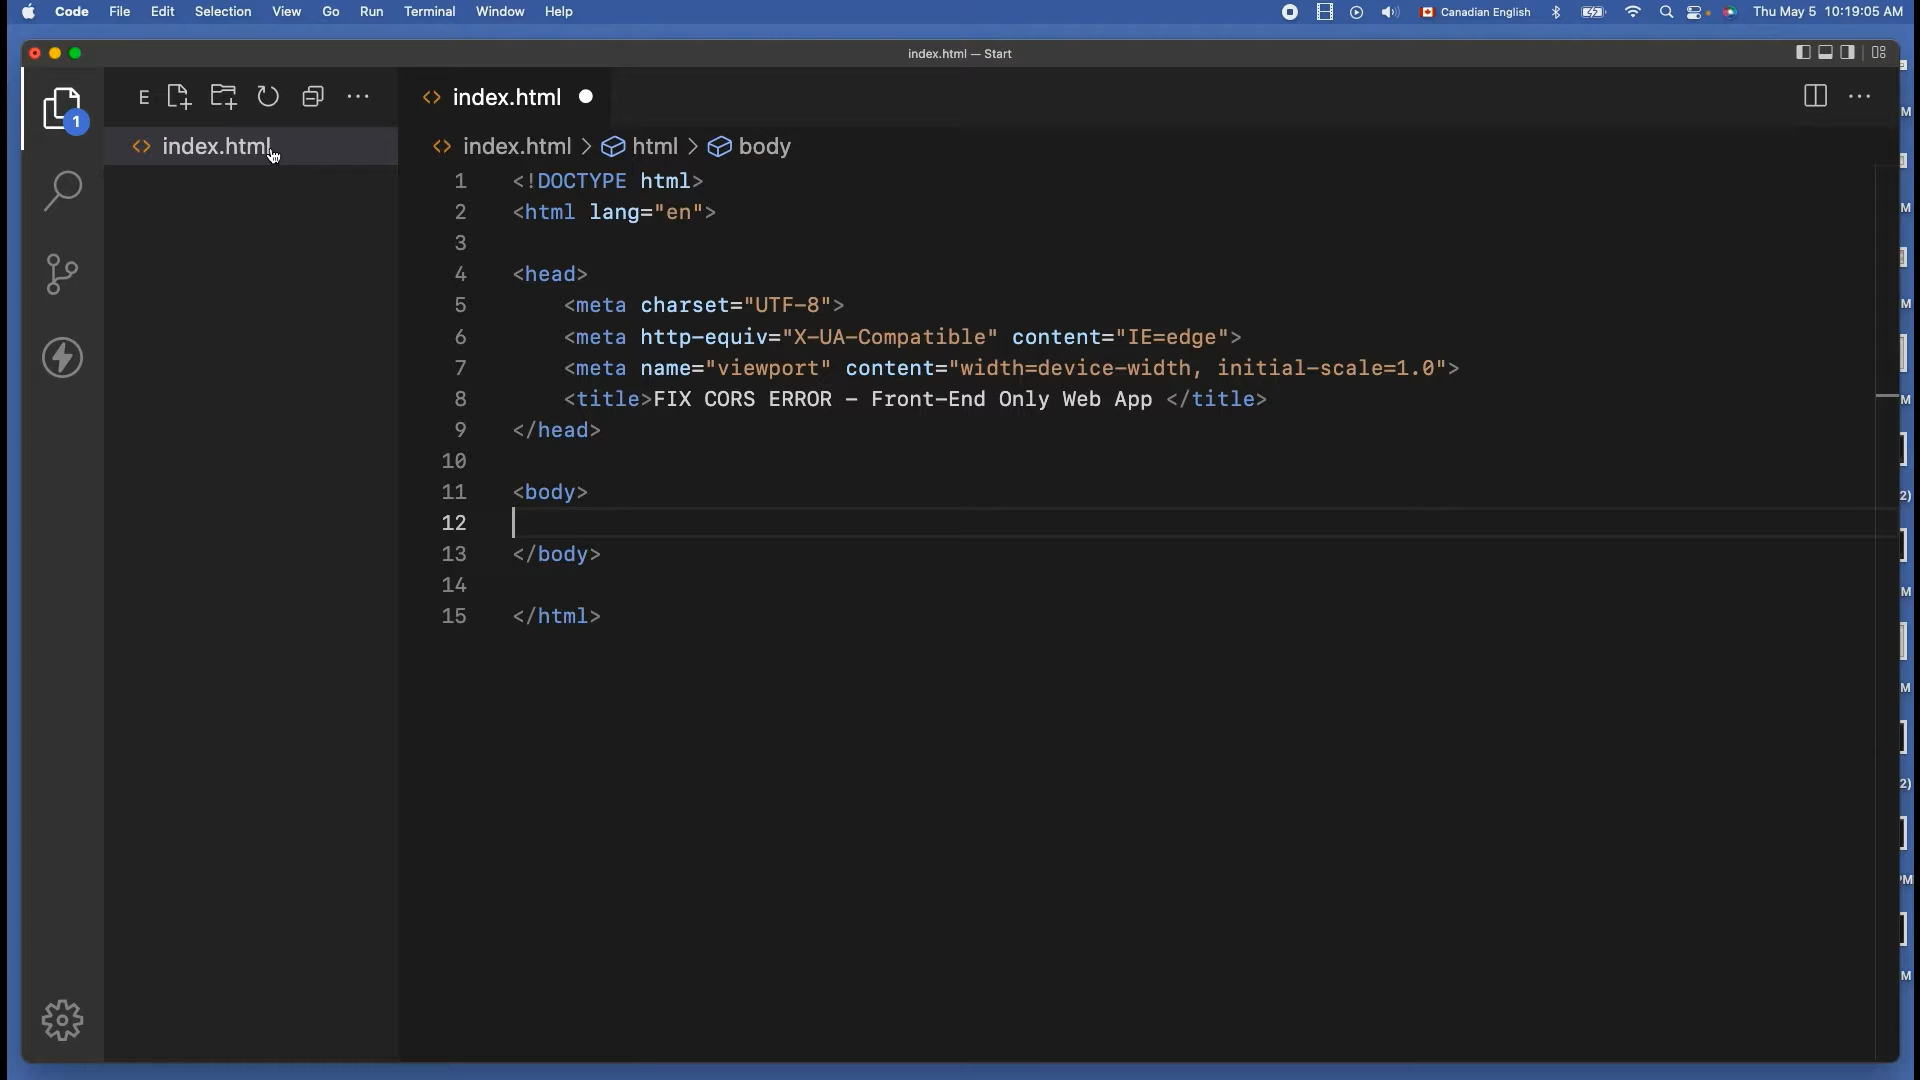 Code File Edit Selection View Go Run Terminal Window Help Canadian English Thu May 5 10:19:05 AM
index.html — Start
1
E
index.html
index.html
index.html > html > body
1 <!DOCTYPE html>
2 <html lang="en">
3
4 <head>
5 <meta charset="UTF-8">
6 <meta http-equiv="X-UA-Compatible" content="IE=edge">
7 <meta name="viewport" content="width=device-width, initial-scale=1.0">
8 <title>FIX CORS ERROR - Front-End Only Web App </title>
9 </head>
10
11 <body>
12
13 </body>
14
15 </html>